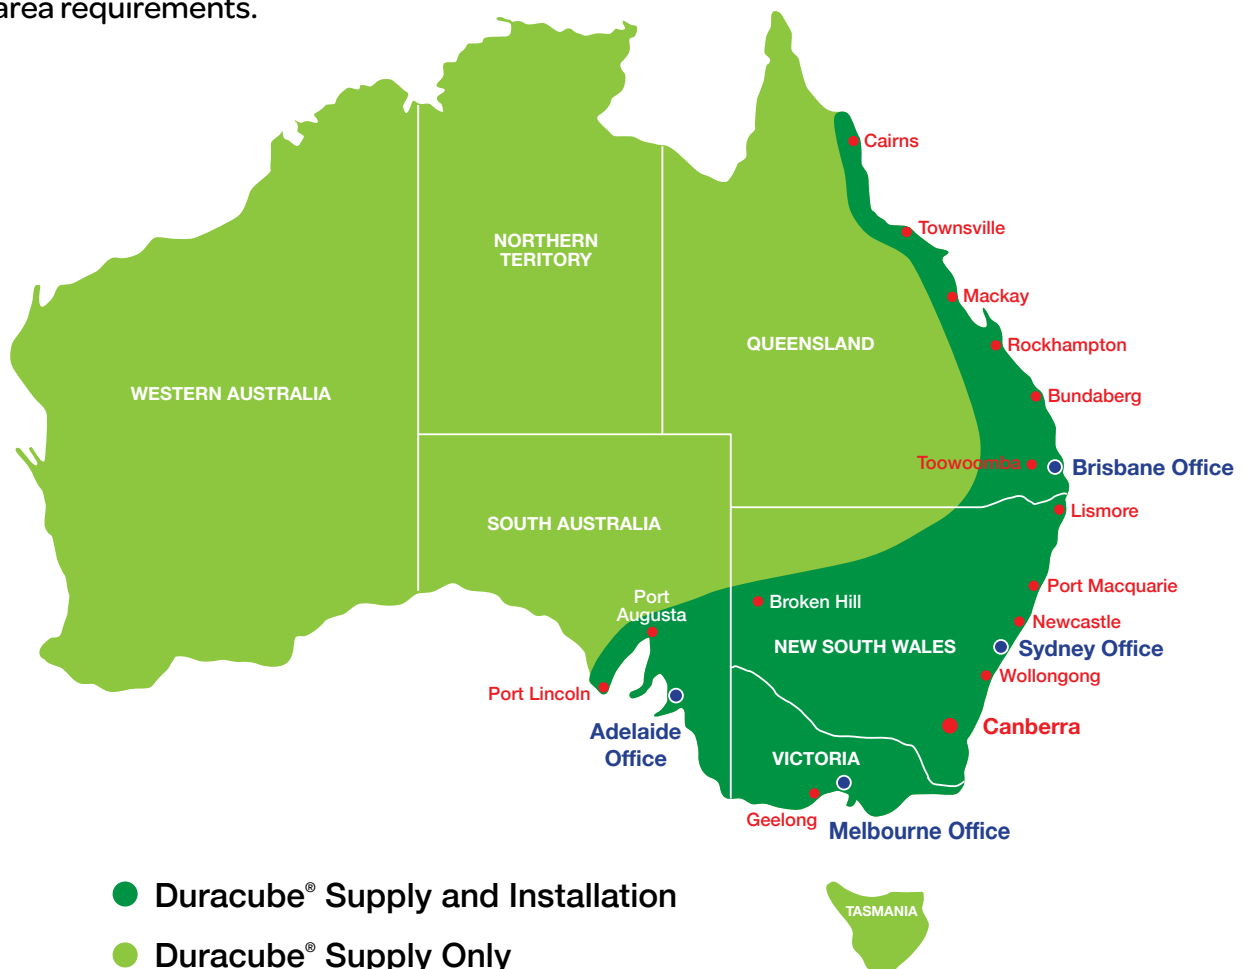 area requirements.
Cairns
Townsville
NORTHERN
TERITORY
Mackay
QUEENSLAND
Rockhampton
WESTERN AUSTRALIA
Bundaberg
Toowoomba
Brisbane Office
Lismore
SOUTH AUSTRALIA
Port Macquarie
Port
Augusta
Broken Hill
Newcastle
NEW SOUTH WALES
Sydney Office
Wollongong
Port Lincoln
Canberra
Adelaide
Office
VICTORIA
Geelong
Melbourne Office
Duracube® Supply and Installation
TASMANIA
Duracube® Supply Only